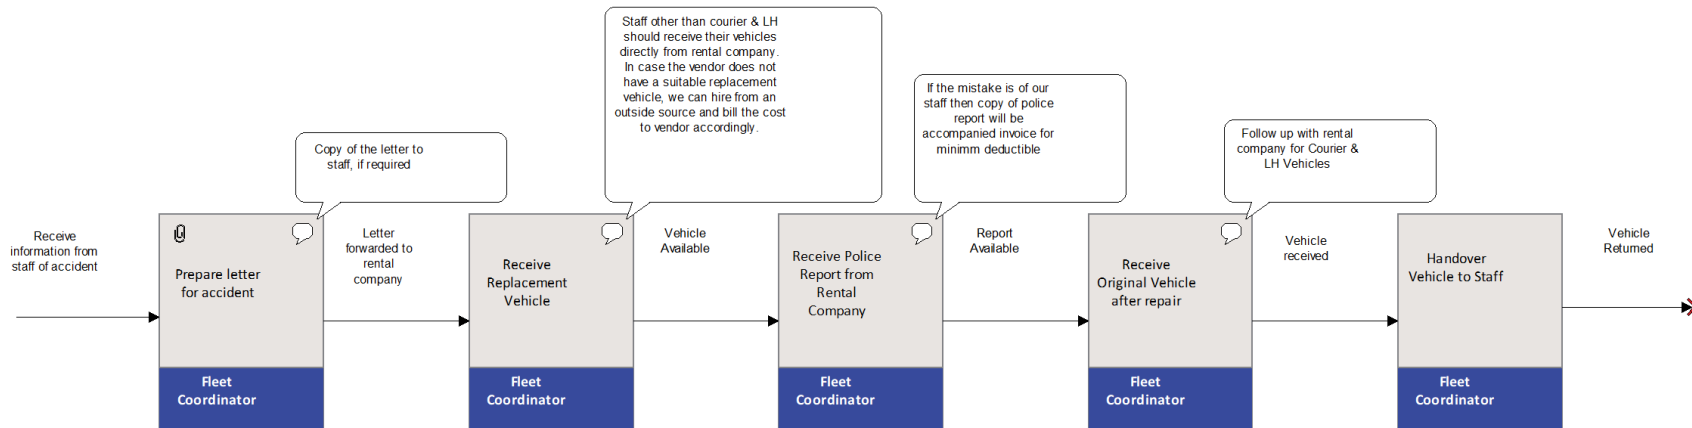 Staff other than courier & LH
should receive their vehicles
directly from rental company.
In case the vendor does not
have a suitable replacement
vehicle, we can hire from an
outside source and bill the cost
to vendor accordingly.
If the mistake is of our
staff then copy of police
report will be
accompanied invoice for
minimm deductible
Copy of the letter to
staff, if required
Follow up with rental
company for Courier &
LH Vehicles
Receive
information from
staff of accident
Prepare letter
for accident
Fleet
Coordinator
Letter
forwarded to
rental
company
Receive
Replacement
Vehicle
Fleet
Coordinator
Vehicle
Available
Receive Police
Report from
Rental
Company
Fleet
Coordinator
Report
Available
Receive
Original Vehicle
after repair
Fleet
Coordinator
Vehicle
received
Handover
Vehicle to Staff
Fleet
Coordinator
Vehicle
Returned